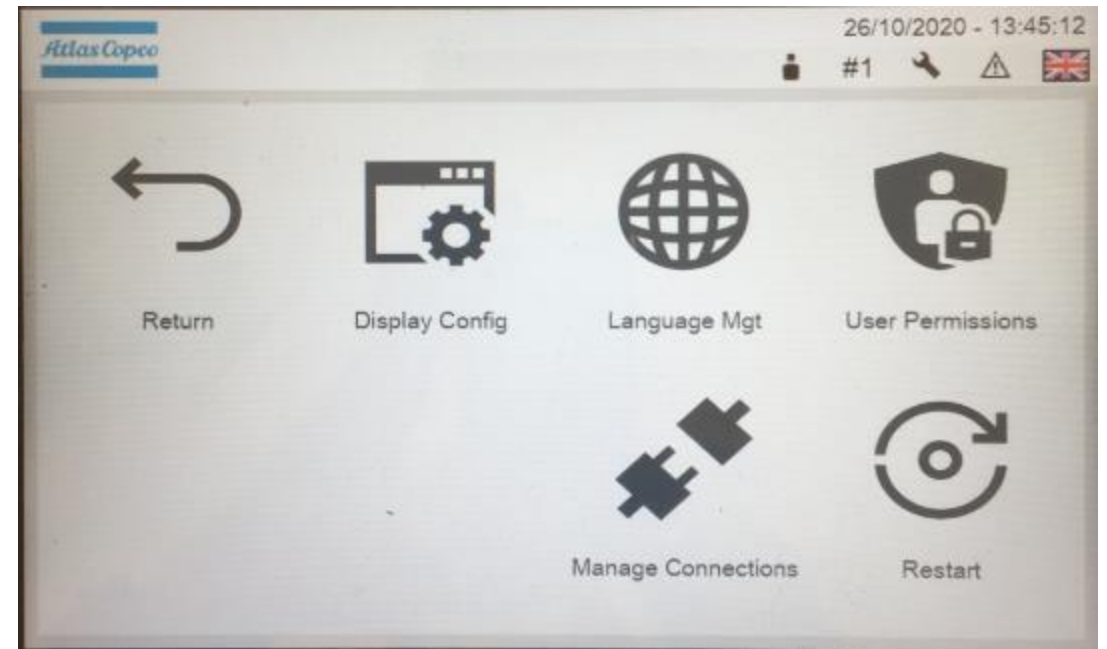 Atlas Copco
26/10/2020 - 13:45:12
#1
Return
Display Config
Language Mgt
User Permissions
Manage Connections
Restart